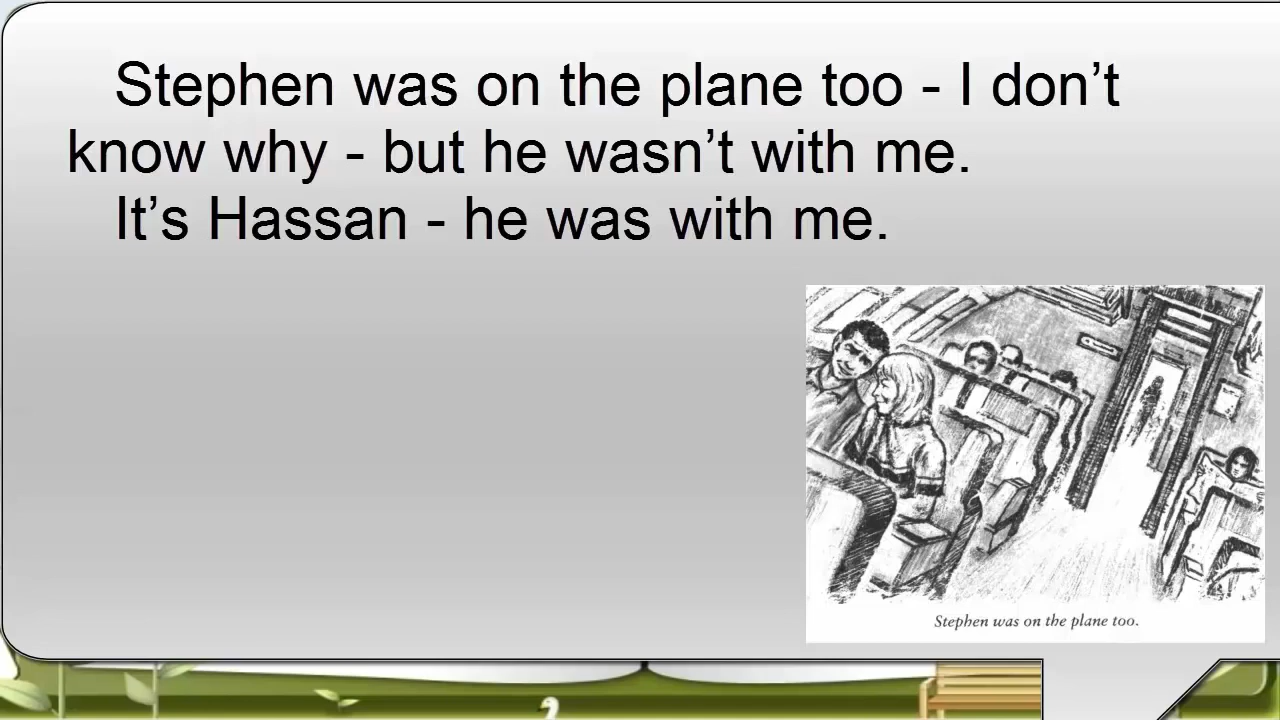 Stephen was on the plane too - I don’t
know why - but he wasn’t with me.
It’s Hassan - he was with me.
Stephen was on the plane too.